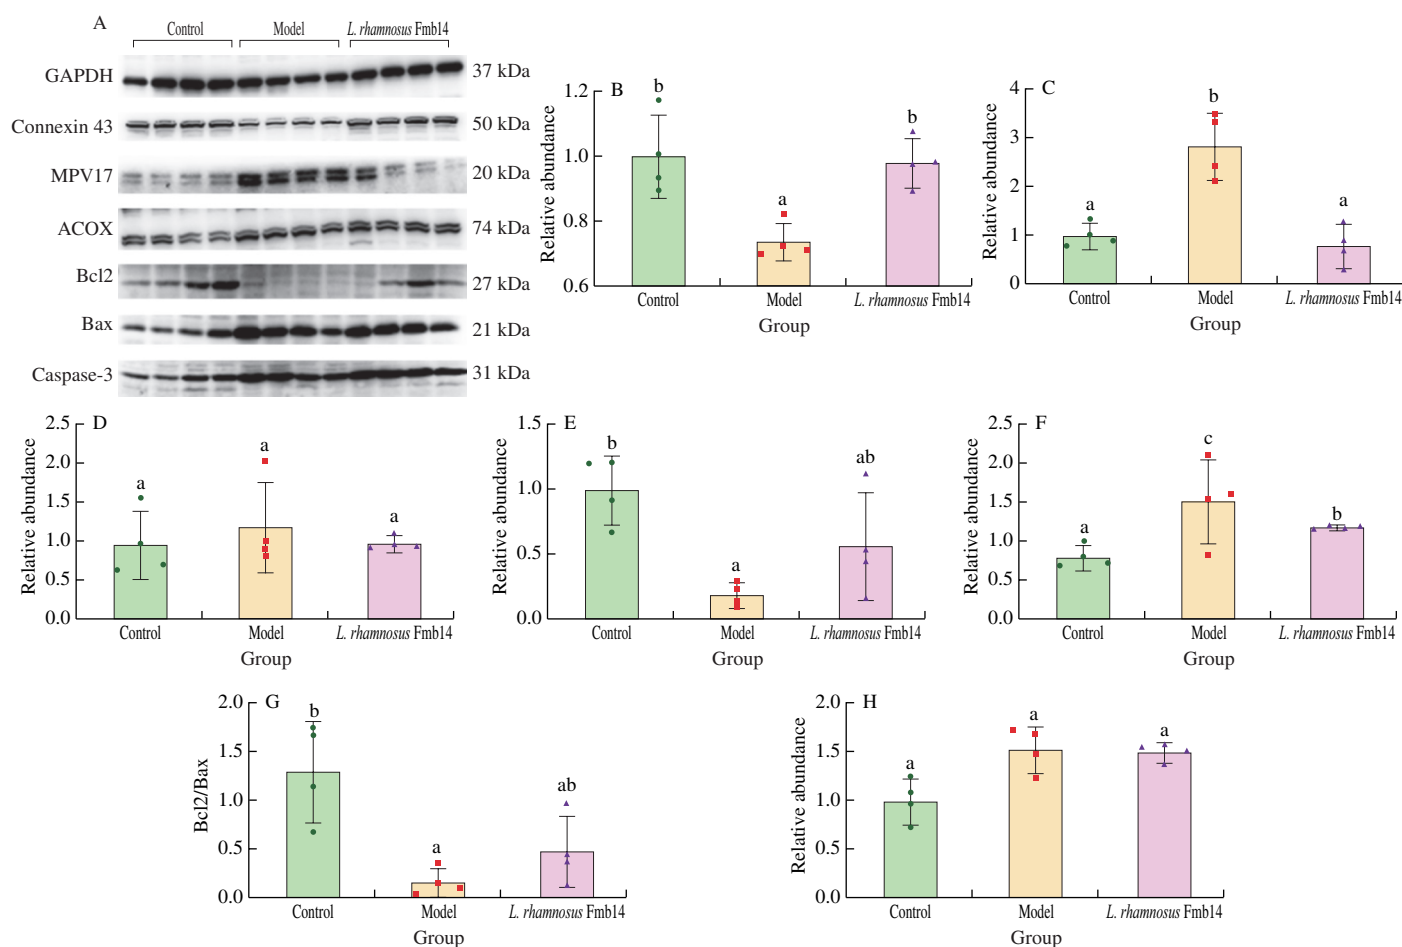 A
Control Model L. rhamnosus Fmb14
GAPDH 37 kDa
Connexin 43 50 kDa
MPV17 20 kDa
ACOX 74 kDa
Bcl2 27 kDa
Bax 21 kDa
Caspase-3 31 kDa
B
Relative abundance
1.2
1.0
0.8
0.6
b
a
b
Control Model L. rhamnosus Fmb14
Group
C
Relative abundance
4
3
2
1
0
a
b
a
Control Model L. rhamnosus Fmb14
Group
D
Relative abundance
2.5
2.0
1.5
1.0
0.5
0.0
a
a
a
Control Model L. rhamnosus Fmb14
Group
E
Relative abundance
1.5
1.0
0.5
0.0
b
a
ab
Control Model L. rhamnosus Fmb14
Group
F
Relative abundance
2.5
2.0
1.5
1.0
0.5
0.0
a
c
b
Control Model L. rhamnosus Fmb14
Group
G
Bcl2/Bax
2.0
1.5
1.0
0.5
0.0
b
a
ab
Control Model L. rhamnosus Fmb14
Group
H
Relative abundance
2.0
1.5
1.0
0.5
0.0
a
a
a
Control Model L. rhamnosus Fmb14
Group